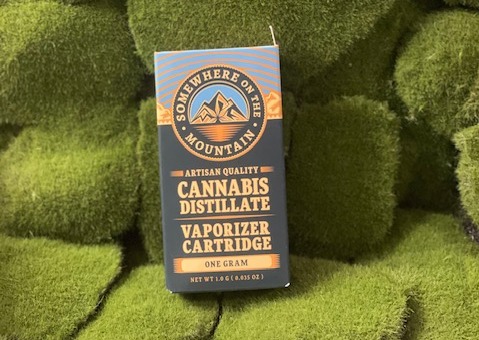 SOMEWHERE ON THE
MOUNTAIN
ARTISAN QUALITY
CANNABIS
DISTILLATE
VAPORIZER
CARTRIDGE
ONE GRAM
NET WT 1.0 G (0.035 OZ)